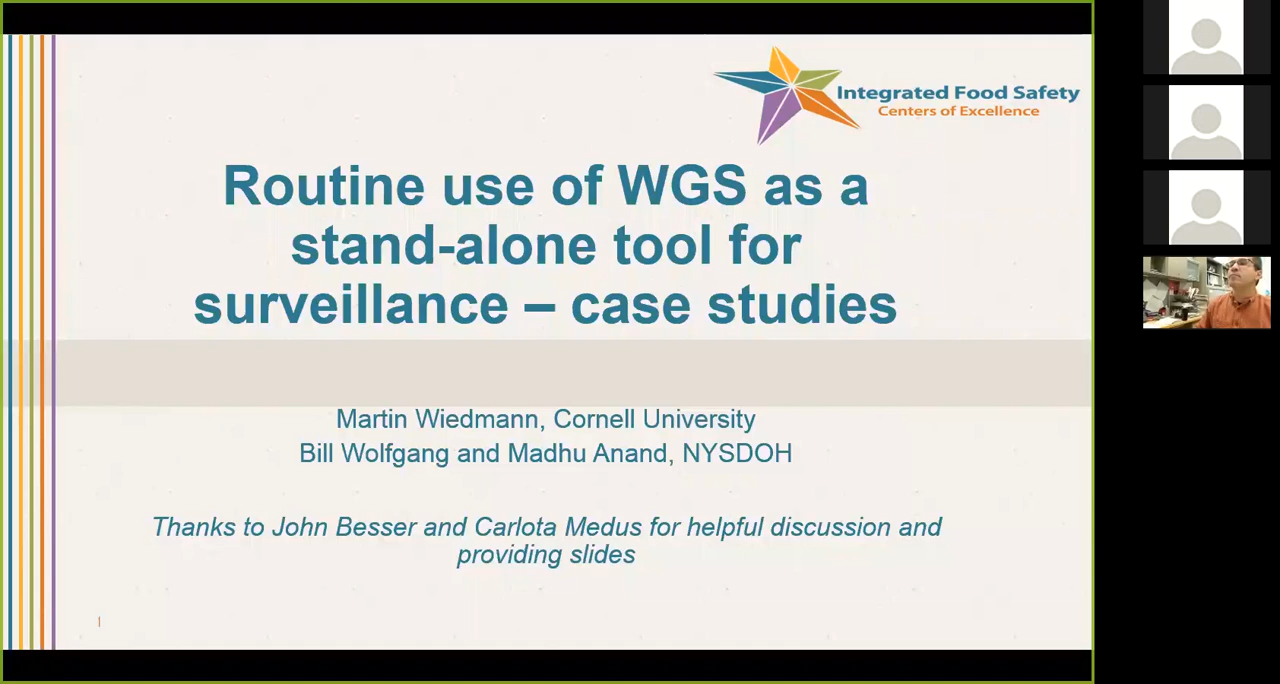 Integrated Food Safety
Centers of Excellence
Routine use of WGS as a
stand-alone tool for
surveillance – case studies
Martin Wiedmann, Cornell University
Bill Wolfgang and Madhu Anand, NYSDOH
Thanks to John Besser and Carlota Medus for helpful discussion and
providing slides